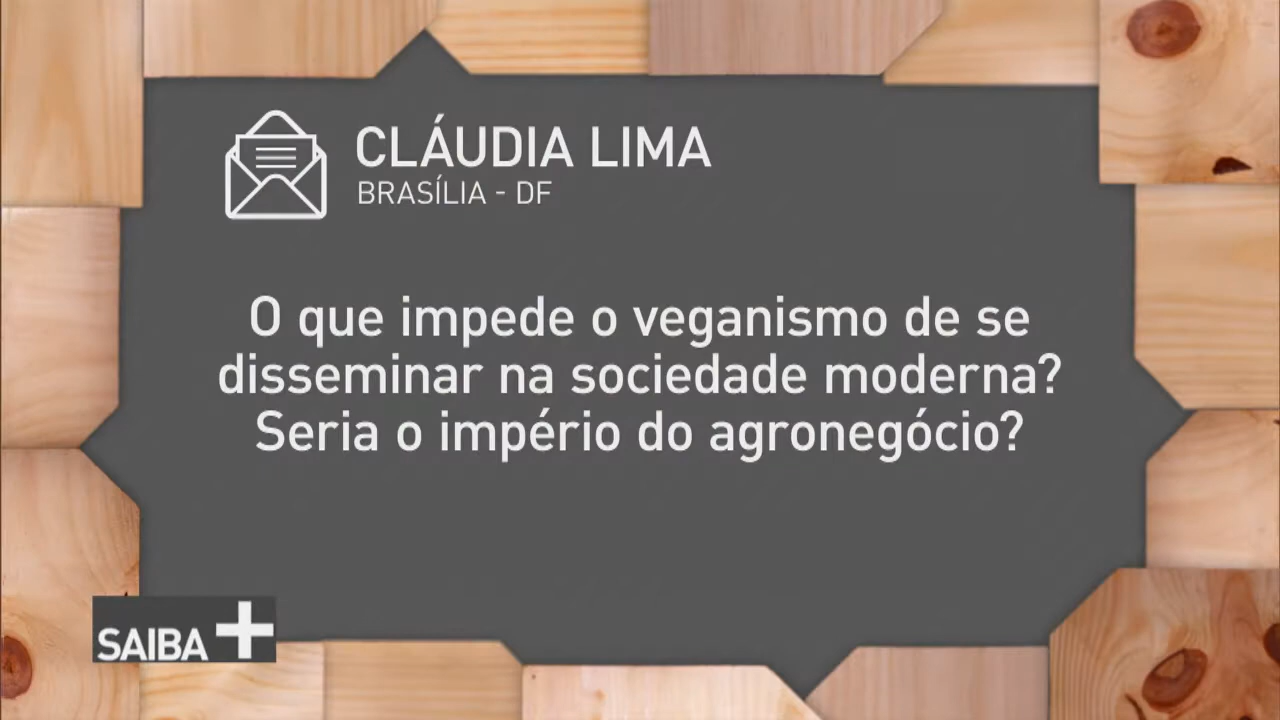 CLÁUDIA LIMA
BRASÍLIA - DF
O que impede o veganismo de se
disseminar na sociedade moderna?
Seria o império do agronegócio?
SAIBA+